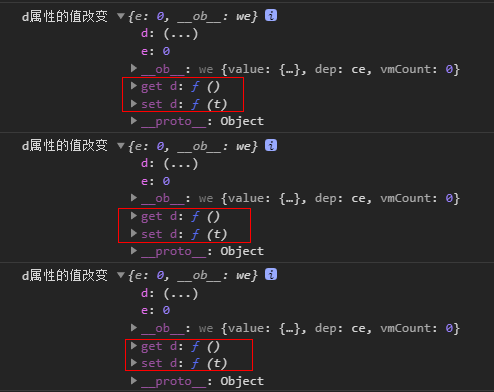 d属性的值改变 ▼{e: 0, __ob__: we} i
d: (...)
e: 0
▶__ob__: we {value: {…}, dep: ce, vmCount: 0}
▶get d: ƒ ()
▶set d: ƒ (t)
▶__proto__: Object
d属性的值改变 ▼{e: 0, __ob__: we} i
d: (...)
e: 0
▶__ob__: we {value: {…}, dep: ce, vmCount: 0}
▶get d: ƒ ()
▶set d: ƒ (t)
▶__proto__: Object
d属性的值改变 ▼{e: 0, __ob__: we} i
d: (...)
e: 0
▶__ob__: we {value: {…}, dep: ce, vmCount: 0}
▶get d: ƒ ()
▶set d: ƒ (t)
▶__proto__: Object